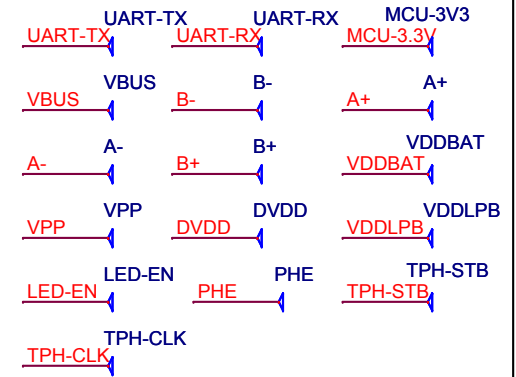 UART-TX UART-RX MCU-3V3
UART-TX UART-RX MCU-3.3V
VBUS B- A+
VBUS B- A+
A- B+ VDDBAT
A- B+ VDDBAT
VPP DVDD VDDLPB
VPP DVDD VDDLPB
LED-EN PHE TPH-STB
LED-EN PHE TPH-STB
TPH-CLK
TPH-CLK